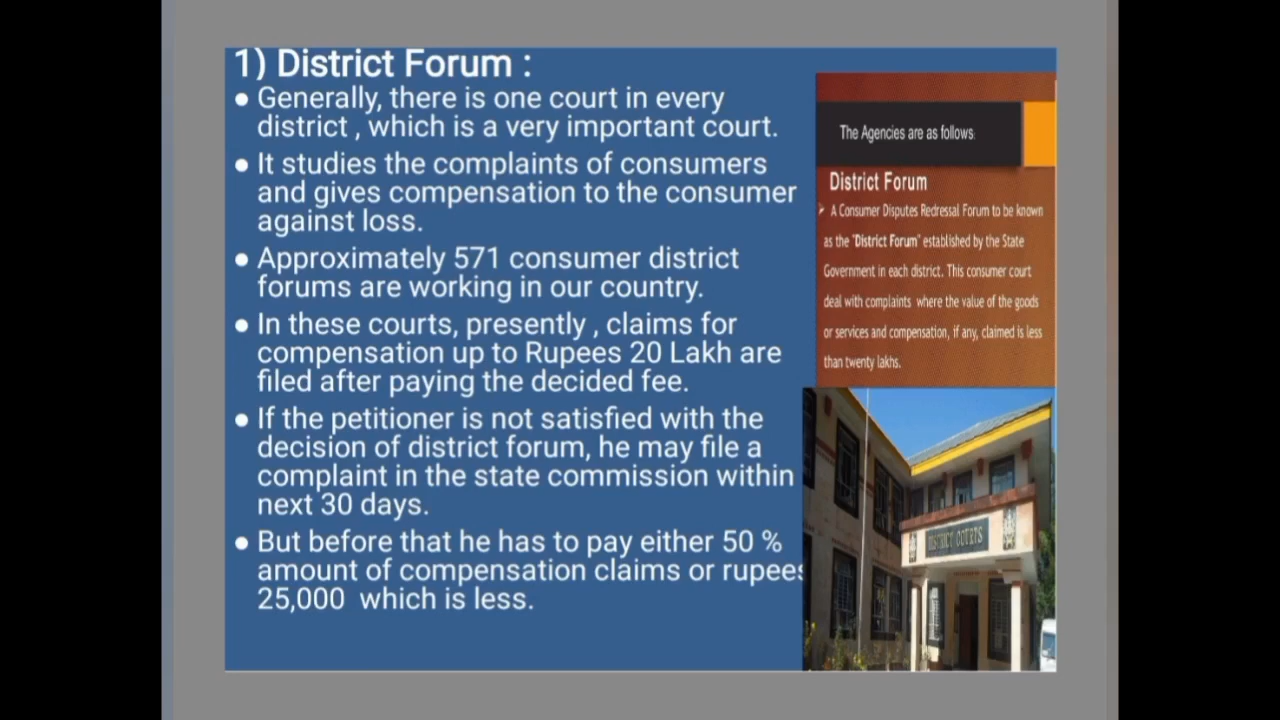 1) District Forum :
● Generally, there is one court in every
district , which is a very important court.
● It studies the complaints of consumers
and gives compensation to the consumer
against loss.
● Approximately 571 consumer district
forums are working in our country.
● In these courts, presently , claims for
compensation up to Rupees 20 Lakh are
filed after paying the decided fee.
● If the petitioner is not satisfied with the
decision of district forum, he may file a
complaint in the state commission within
next 30 days.
● But before that he has to pay either 50 %
amount of compensation claims or rupees
25,000 which is less.
The Agencies are as follows:
District Forum
➤ A Consumer Disputes Redressal Forum to be known
as the "District Forum" established by the State
Government in each district. This consumer court
deal with complaints where the value of the goods
or services and compensation, if any, claimed is less
than twenty lakhs.
DISTRICT COURTS